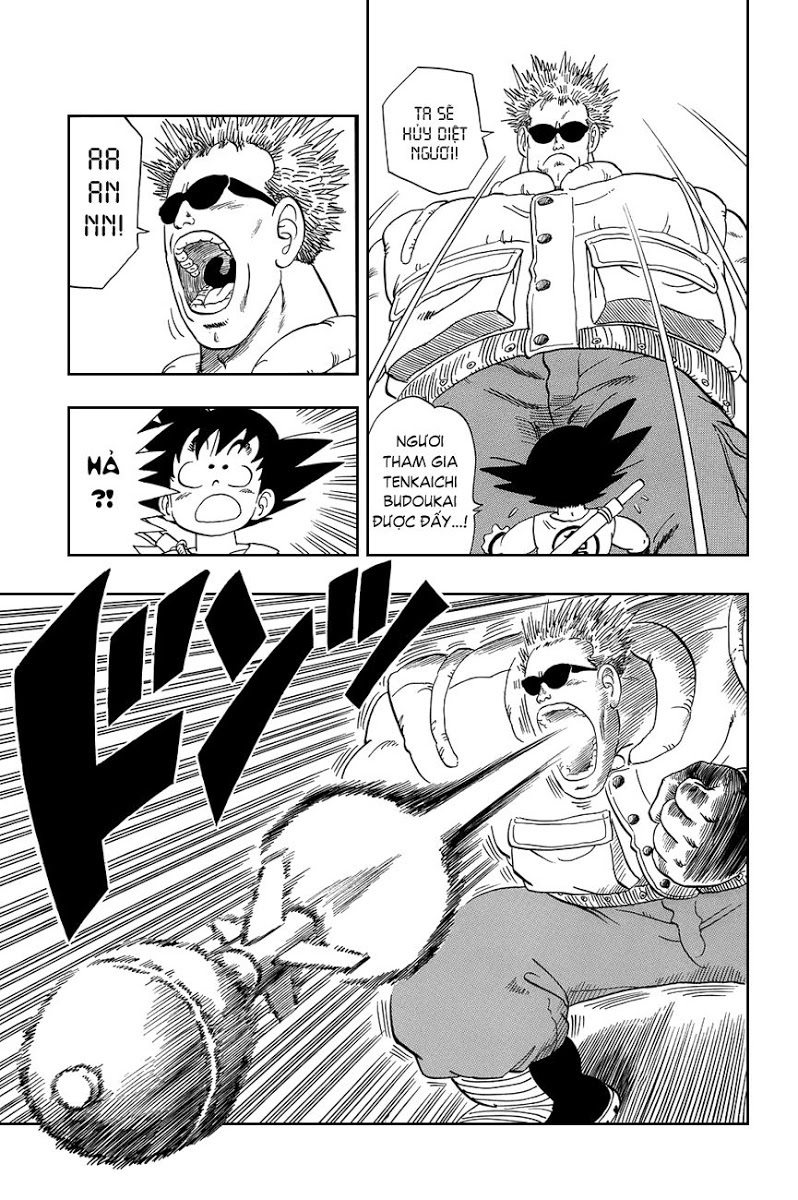 TA SẼ
HỦY DIỆT
NGƯƠI!
NGƯƠI
THAM GIA
TENKAICHI
BUDOUKAI
ĐƯỢC ĐẤY...!
AA
AN
NN!
HẢ
?!
ドンッ